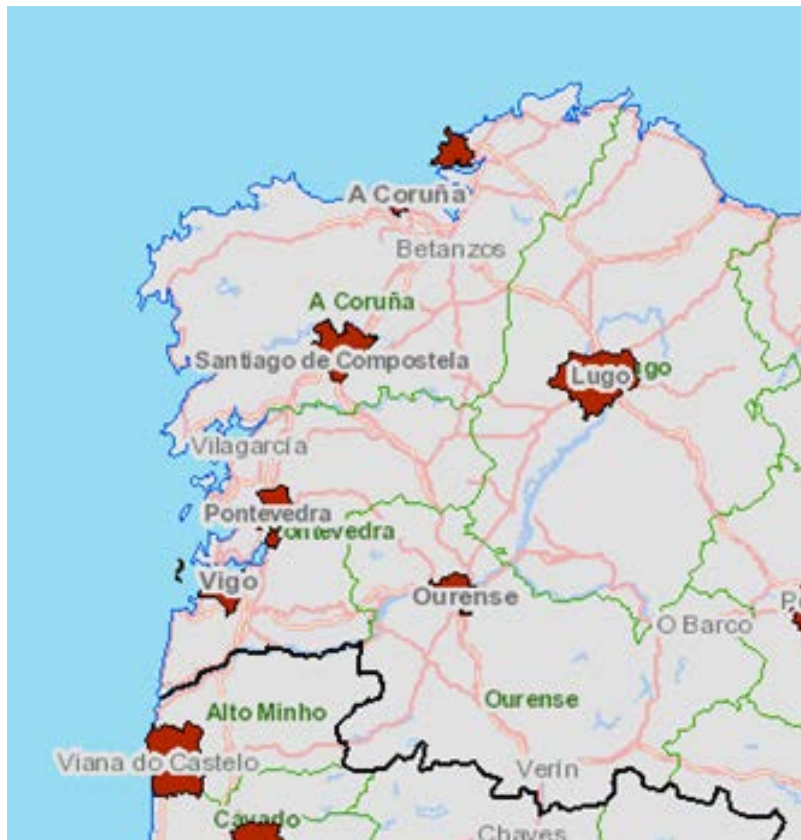 A Coruña
Betanzos
A Coruña
Santiago de Compostela
Lugo
Vilagarcía
Pontevedra
Pontevedra
Vigo
Ourense
O Barco
Ourense
Alto Minho
Viana do Castelo
Verín
Cávado
Chaves